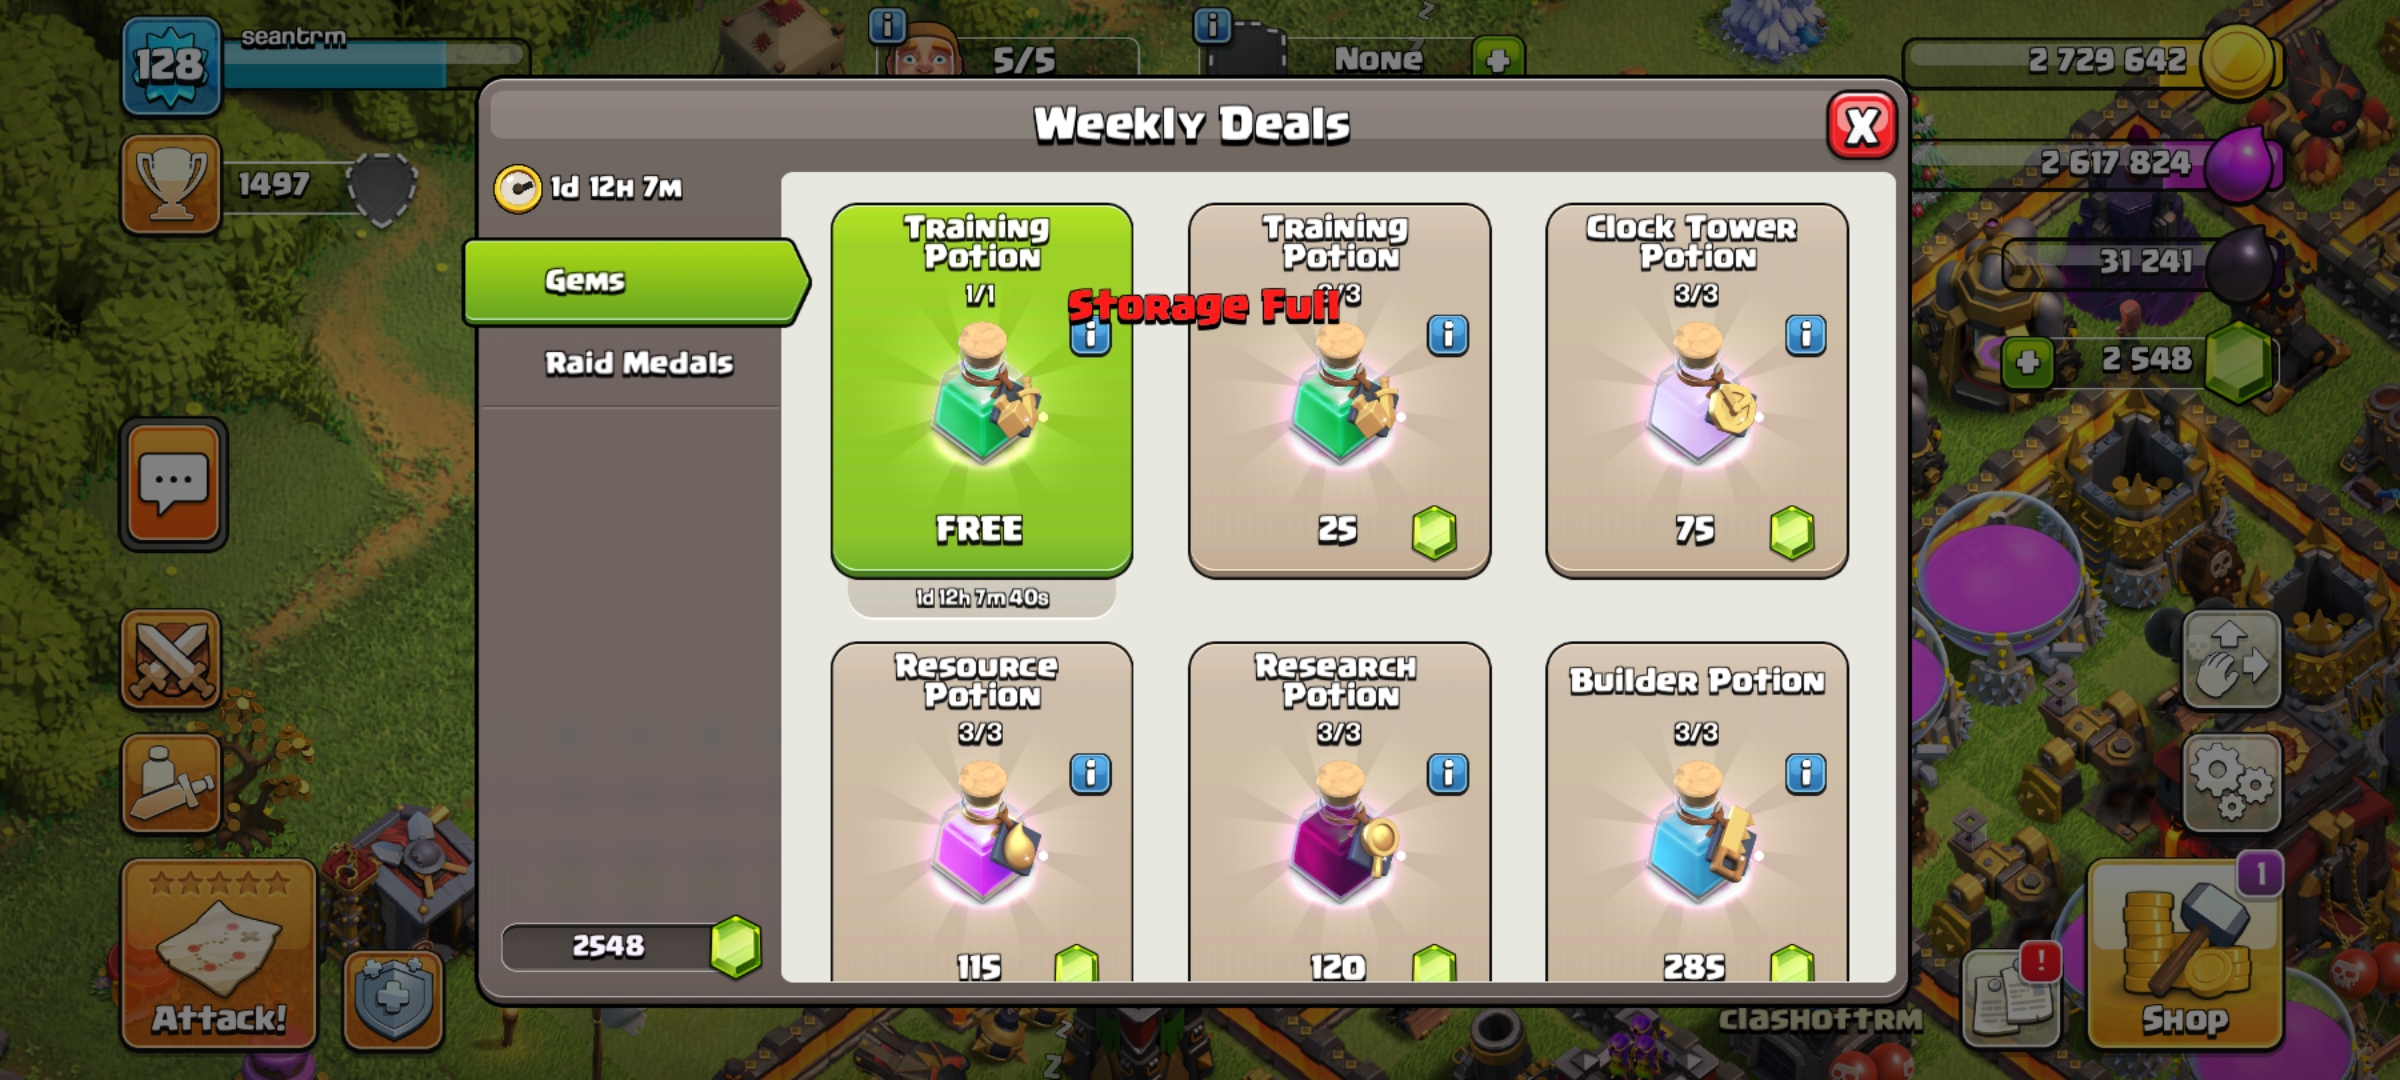 128
seantrm
5/5
None
2 729 642
Weekly Deals
X
1497
1d 12H 7M
2 617 824
Gems
Raid Medals
31 241
2 548
Training
Potion
1/1
FREE
1d 12h 7m 40s
Training
Potion
/3
25
Clock Tower
Potion
3/3
75
Storage Full
Resource
Potion
3/3
115
Research
Potion
3/3
120
Builder Potion
3/3
285
2548
Attack!
clashoftrm
!
1
Shop